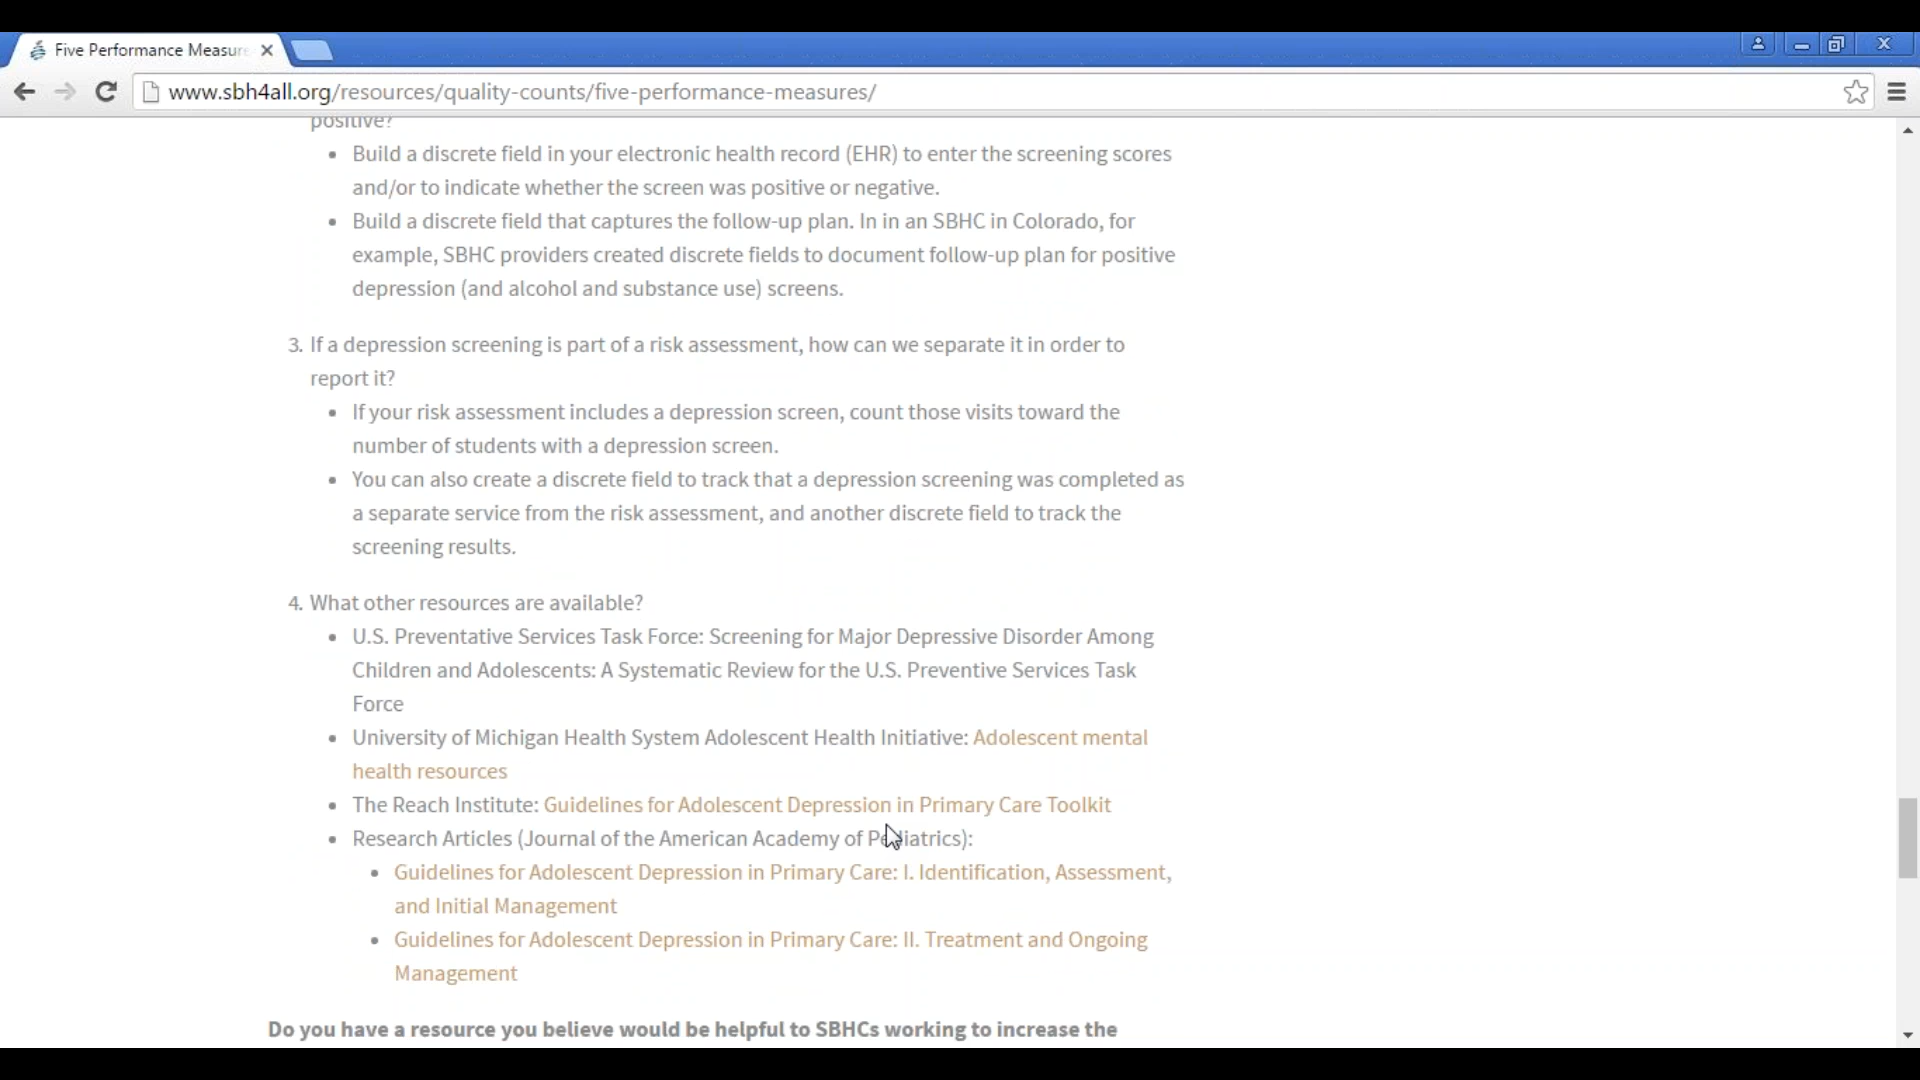 Five Performance Measur
www.sbh4all.org/resources/quality-counts/five-performance-measures/
positive?
• Build a discrete field in your electronic health record (EHR) to enter the screening scores
and/or to indicate whether the screen was positive or negative.
• Build a discrete field that captures the follow-up plan. In in an SBHC in Colorado, for
example, SBHC providers created discrete fields to document follow-up plan for positive
depression (and alcohol and substance use) screens.
3. If a depression screening is part of a risk assessment, how can we separate it in order to
report it?
• If your risk assessment includes a depression screen, count those visits toward the
number of students with a depression screen.
• You can also create a discrete field to track that a depression screening was completed as
a separate service from the risk assessment, and another discrete field to track the
screening results.
4. What other resources are available?
• U.S. Preventative Services Task Force: Screening for Major Depressive Disorder Among
Children and Adolescents: A Systematic Review for the U.S. Preventive Services Task
Force
• University of Michigan Health System Adolescent Health Initiative: Adolescent mental
health resources
• The Reach Institute: Guidelines for Adolescent Depression in Primary Care Toolkit
• Research Articles (Journal of the American Academy of Pediatrics):
• Guidelines for Adolescent Depression in Primary Care: I. Identification, Assessment,
and Initial Management
• Guidelines for Adolescent Depression in Primary Care: II. Treatment and Ongoing
Management
Do you have a resource you believe would be helpful to SBHCs working to increase the